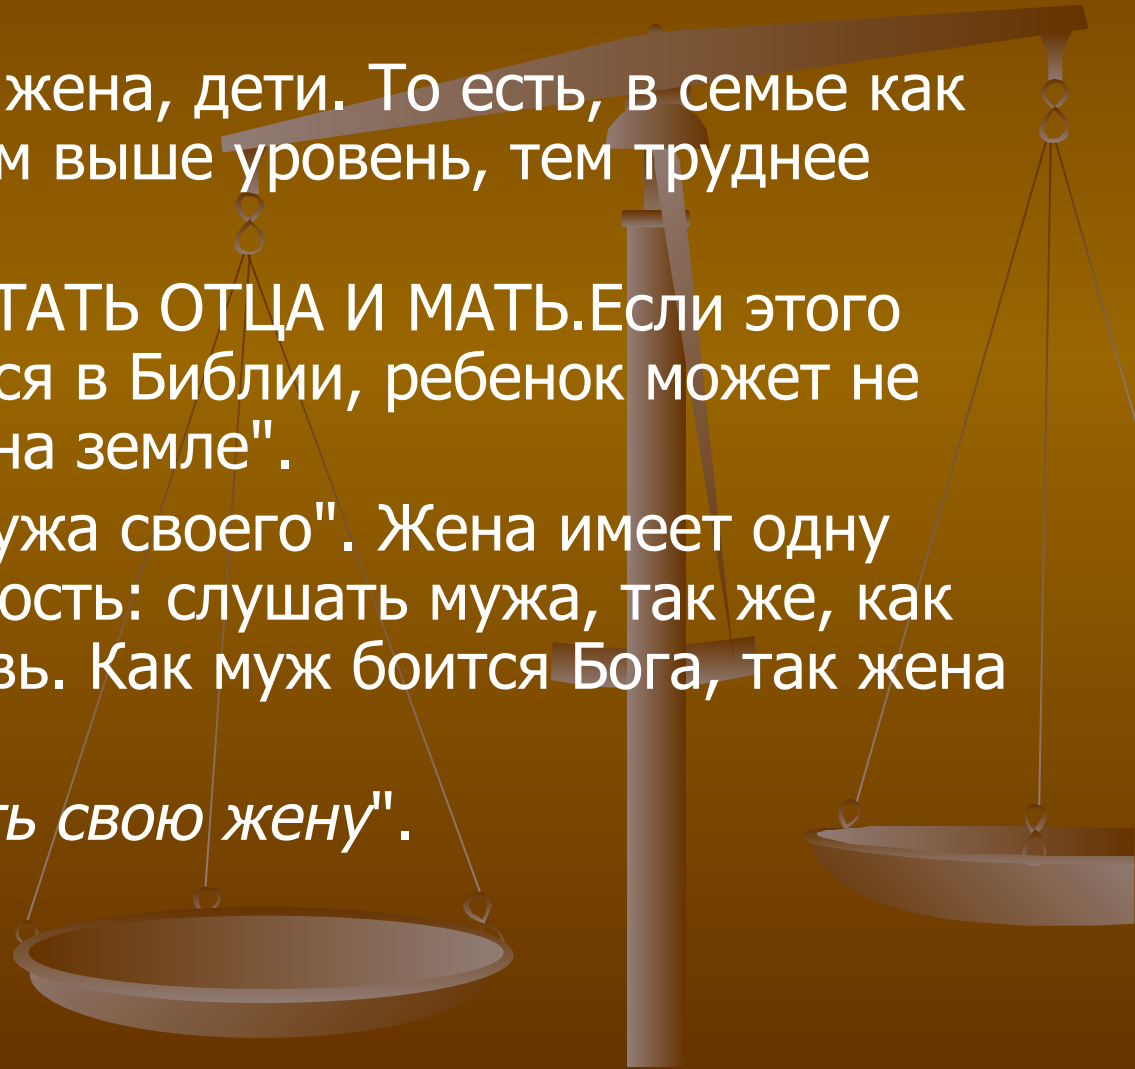 жена, дети. То есть, в семье как
м выше уровень, тем труднее
ТАТЬ ОТЦА И МАТЬ.Если этого
ся в Библии, ребенок может не
на земле".
ужа своего". Жена имеет одну
ость: слушать мужа, так же, как
вь. Как муж боится Бога, так жена
ть свою жену".